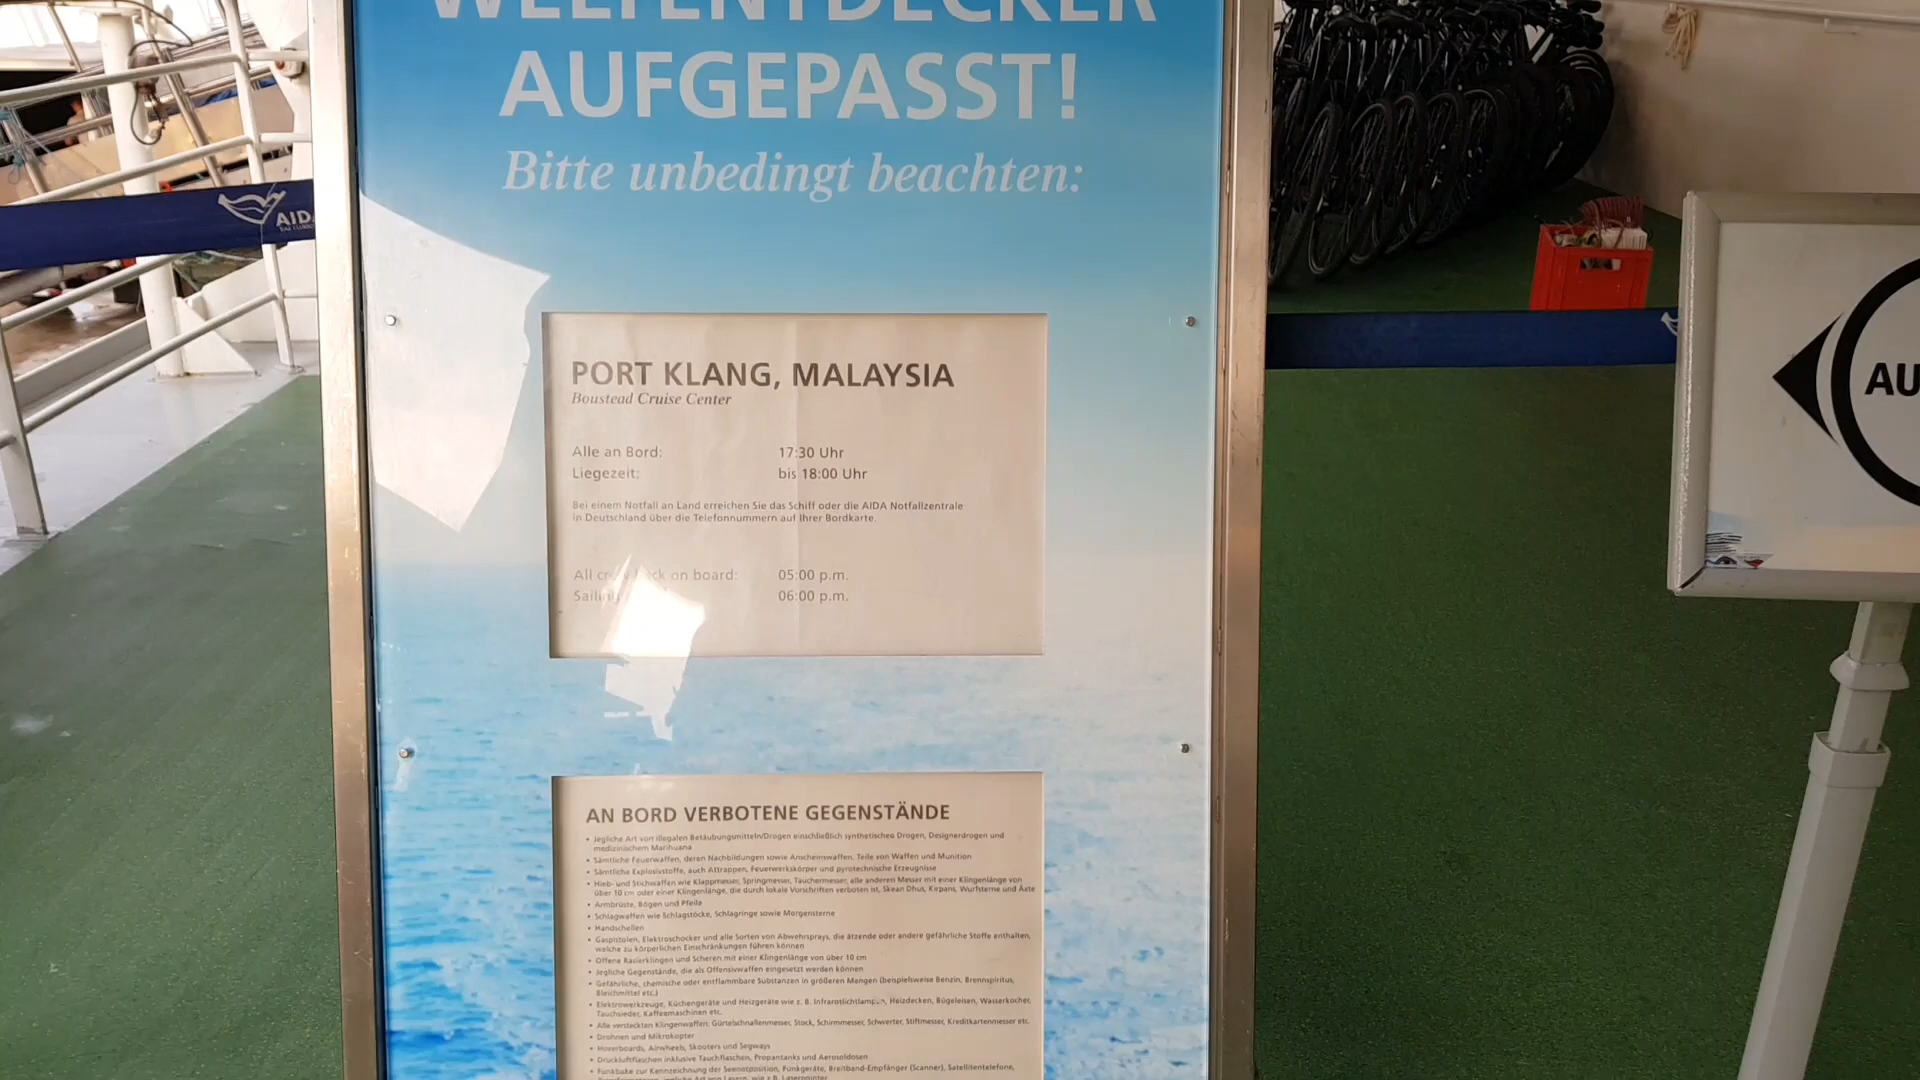 WELTENTDECKER
AUFGEPASST!
Bitte unbedingt beachten:
AIDA
PORT KLANG, MALAYSIA
Boustead Cruise Center
Alle an Bord: 17:30 Uhr
Liegezeit: bis 18:00 Uhr
Bei einem Notfall an Land erreichen Sie das Schiff oder die AIDA Notfallzentrale
in Deutschland über die Telefonnummern auf Ihrer Bordkarte.
All crew back on board: 05:00 p.m.
Sailing 06:00 p.m.
AU
AN BORD VERBOTENE GEGENSTÄNDE
• Jegliche Art von illegalen Betäubungsmitteln/Drogen einschließlich synthetischen Drogen, Designerdrogen und
medizinischem Marihuana
• Sämtliche Feuerwaffen, deren Nachbildungen sowie Anscheinswaffen, Teile von Waffen und Munition
• Sämtliche Explosivstoffe, auch Attrappen, Feuerwerkskörper und pyrotechnische Erzeugnisse
• Hieb- und Stichwaffen wie Klappmesser, Springmesser, Tauchermesser, alle anderen Messer mit einer Klingenlänge von
über 10 cm oder einer Klingenlänge, die durch lokale Vorschriften verboten ist, Skean Dhus, Kirpans, Wurfsterne und Äxte
• Armbrüste, Bögen und Pfeile
• Schlagwaffen wie Schlagstöcke, Schlagringe sowie Morgensterne
• Handschellen
• Gaspistolen, Elektroschocker und alle Sorten von Abwehrsprays, die ätzende oder andere gefährliche Stoffe enthalten,
welche zu körperlichen Einschränkungen führen können
• Offene Rasierklingen und Scheren mit einer Klingenlänge von über 10 cm
• Jegliche Gegenstände, die als Offensivwaffen eingesetzt werden können
• Gefährliche, chemische oder entflammbare Substanzen in größeren Mengen (beispielsweise Benzin, Brennspiritus,
Bleichmittel etc.)
• Elektrowerkzeuge, Küchengeräte und Heizgeräte wie z. B. Infrarotlichtlampen, Heizdecken, Bügeleisen, Wasserkocher,
Tauchsieder, Kaffeemaschinen etc.
• Alle versteckten Klingenwaffen: Gürtelschnallenmesser, Stock, Schirmmesser, Schwerter, Stiftmesser, Kreditkartenmesser etc.
• Drohnen und Mikrokopter
• Hoverboards, Airwheels, Skooters und Segways
• Druckluftflaschen inklusive Tauchflaschen, Propantanks und Aerosoldosen
• Funkbake zur Kennzeichnung der Seenotposition, Funkgeräte, Breitband-Empfänger (Scanner), Satellitentelefone,